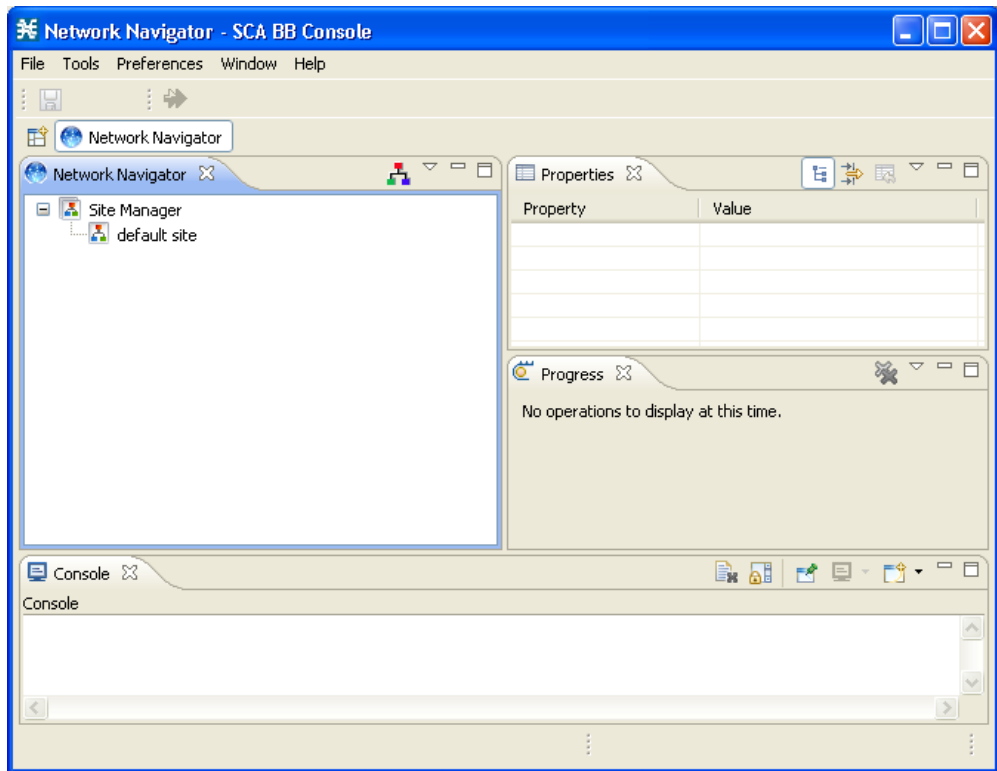 Network Navigator - SCA BB Console
File Tools Preferences Window Help
Network Navigator
Network Navigator
Properties
Site Manager
default site
Property Value
Progress
No operations to display at this time.
Console
Console